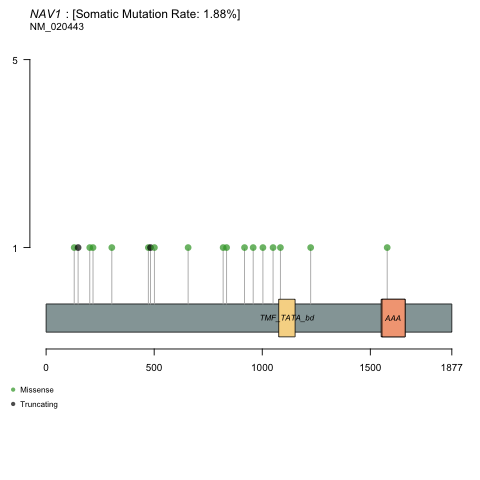 NAV1 : [Somatic Mutation Rate: 1.88%]
NM_020443
5
1
TMF_TATA_bd
AAA
0 500 1000 1500 1877
Missense
Truncating